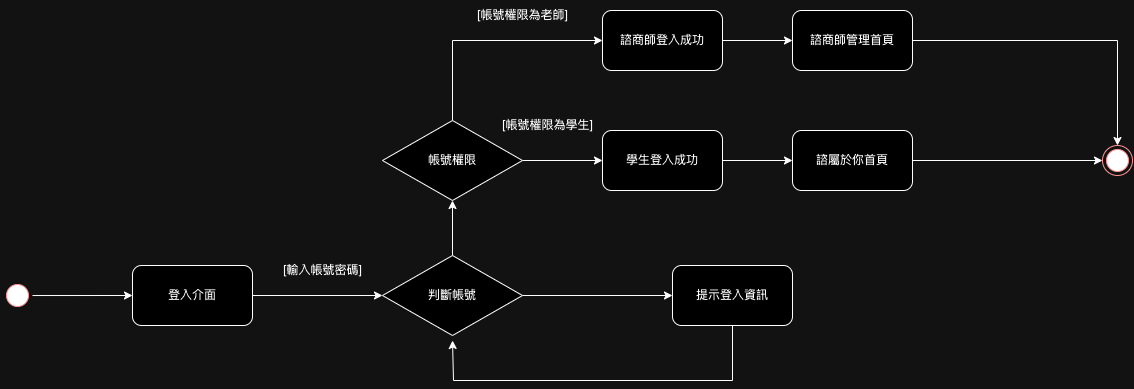 [帳號權限為老師]
諮商師登入成功
諮商師管理首頁
[帳號權限為學生]
帳號權限
學生登入成功
諮屬於你首頁
[輸入帳號密碼]
登入介面
判斷帳號
提示登入資訊